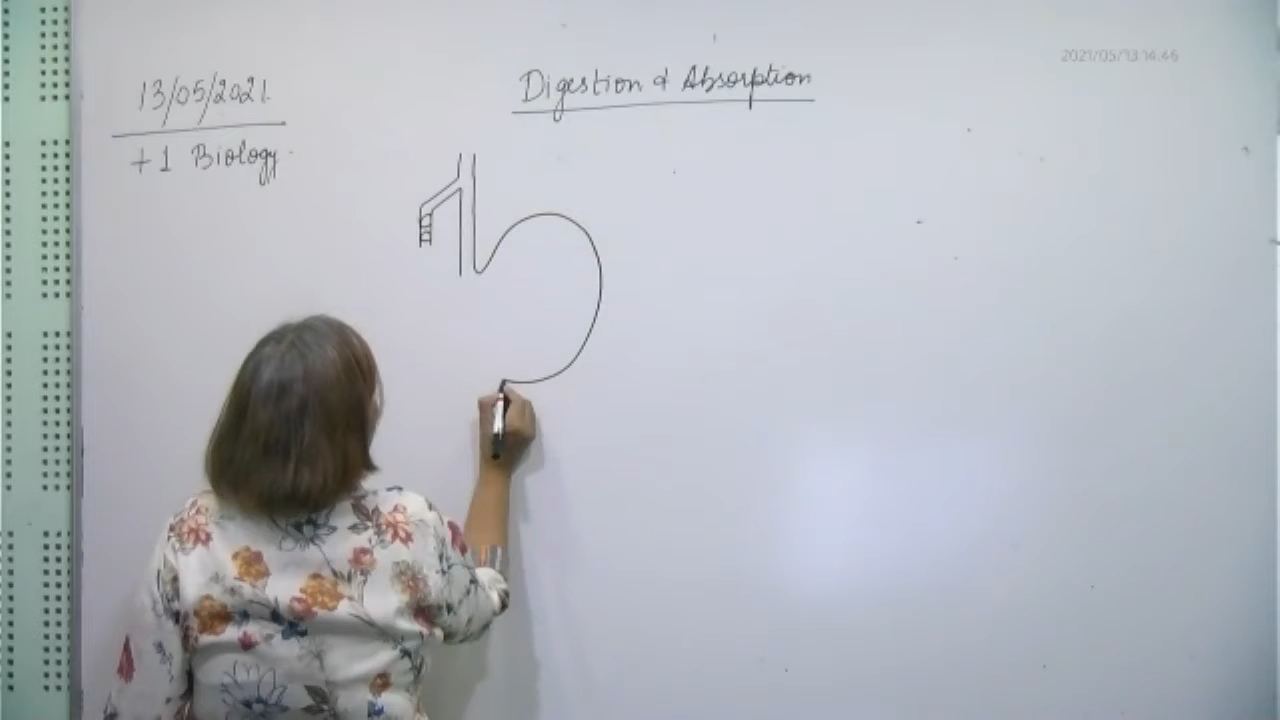 13/05/2021.
+1 Biology.
Digestion & Absorption
2021/05/13 14:46